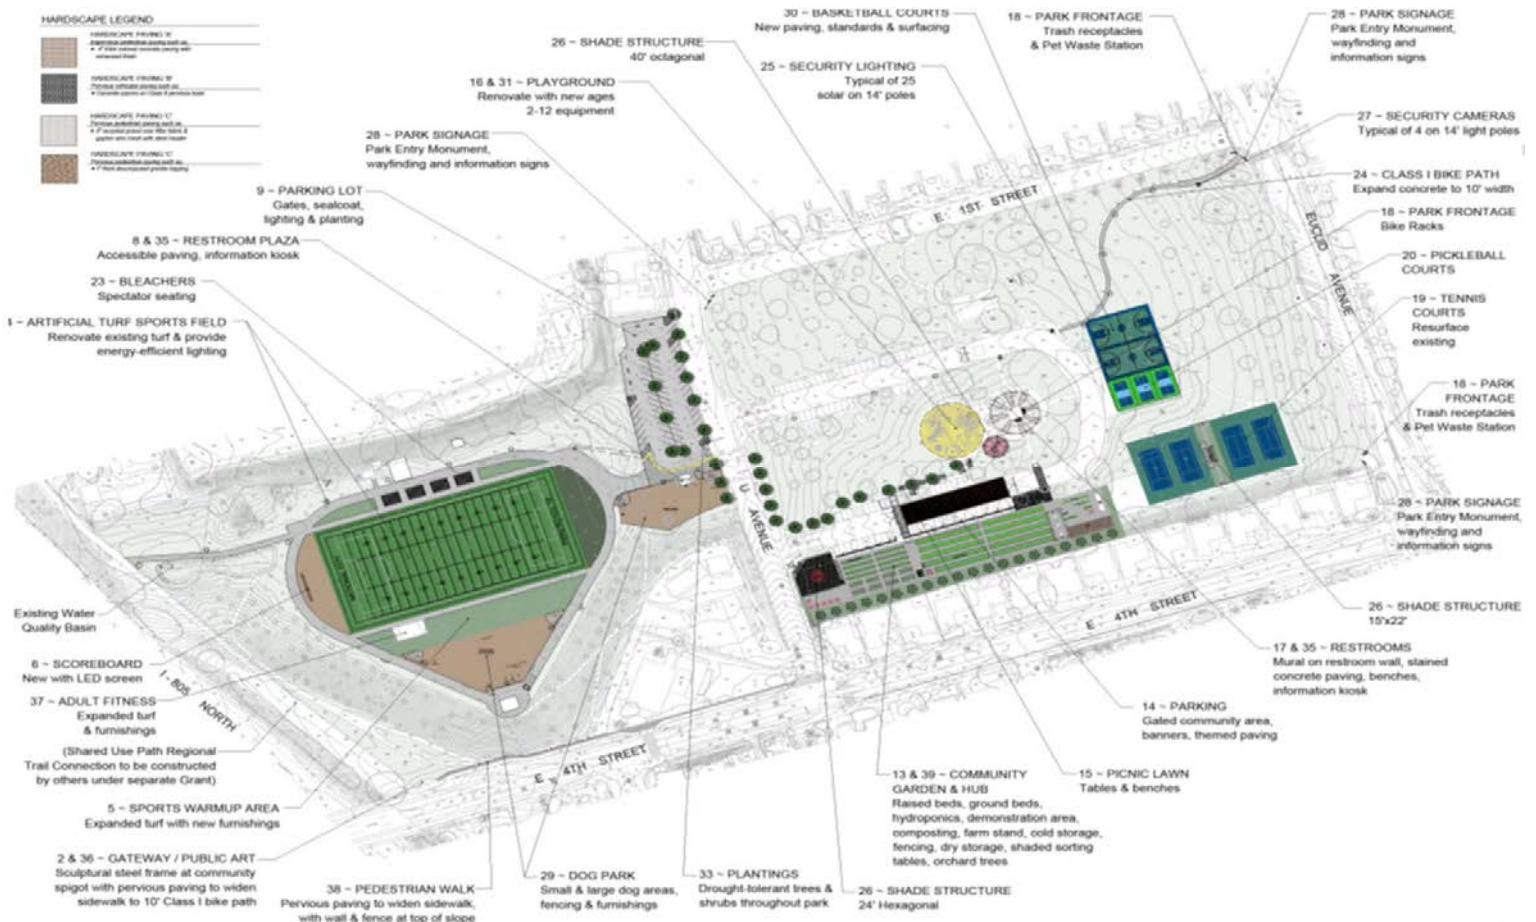 HARDSCAPE LEGEND
HARDSCAPE PAVING 'A'
HARDSCAPE PAVING 'B'
HARDSCAPE PAVING 'C'
HARDSCAPE PAVING 'C'
30 ~ BASKETBALL COURTS
New paving, standards & surfacing
18 ~ PARK FRONTAGE
Trash receptacles
& Pet Waste Station
28 ~ PARK SIGNAGE
Park Entry Monument,
wayfinding and
information signs
26 ~ SHADE STRUCTURE
40' octagonal
25 ~ SECURITY LIGHTING
Typical of 25
solar on 14' poles
16 & 31 ~ PLAYGROUND
Renovate with new ages
2-12 equipment
27 ~ SECURITY CAMERAS
Typical of 4 on 14' light poles
28 ~ PARK SIGNAGE
Park Entry Monument,
wayfinding and information signs
24 ~ CLASS I BIKE PATH
Expand concrete to 10' width
9 ~ PARKING LOT
Gates, sealcoat,
lighting & planting
E 1ST STREET
EUCLID AVENUE
18 ~ PARK FRONTAGE
Bike Racks
8 & 35 ~ RESTROOM PLAZA
Accessible paving, information kiosk
20 ~ PICKLEBALL
COURTS
23 ~ BLEACHERS
Spectator seating
19 ~ TENNIS
COURTS
Resurface
existing
~ ARTIFICIAL TURF SPORTS FIELD
Renovate existing turf & provide
energy-efficient lighting
18 ~ PARK
FRONTAGE
Trash receptacles
& Pet Waste Station
U AVENUE
28 ~ PARK SIGNAGE
Park Entry Monument,
wayfinding and
information signs
Existing Water
Quality Basin
E 4TH STREET
26 ~ SHADE STRUCTURE
15'x22'
6 ~ SCOREBOARD
New with LED screen
17 & 35 ~ RESTROOMS
Mural on restroom wall, stained
concrete paving, benches,
information kiosk
I - 805 NORTH
37 ~ ADULT FITNESS
Expanded turf
& furnishings
14 ~ PARKING
Gated community area,
banners, themed paving
(Shared Use Path Regional
Trail Connection to be constructed
by others under separate Grant)
E 4TH STREET
13 & 39 ~ COMMUNITY
GARDEN & HUB
Raised beds, ground beds,
hydroponics, demonstration area,
composting, farm stand, cold storage,
fencing, dry storage, shaded sorting
tables, orchard trees
15 ~ PICNIC LAWN
Tables & benches
5 ~ SPORTS WARMUP AREA
Expanded turf with new furnishings
2 & 36 ~ GATEWAY / PUBLIC ART
Sculptural steel frame at community
spigot with pervious paving to widen
sidewalk to 10' Class I bike path
38 ~ PEDESTRIAN WALK
Pervious paving to widen sidewalk,
with wall & fence at top of slope
29 ~ DOG PARK
Small & large dog areas,
fencing & furnishings
33 ~ PLANTINGS
Drought-tolerant trees &
shrubs throughout park
26 ~ SHADE STRUCTURE
24' Hexagonal